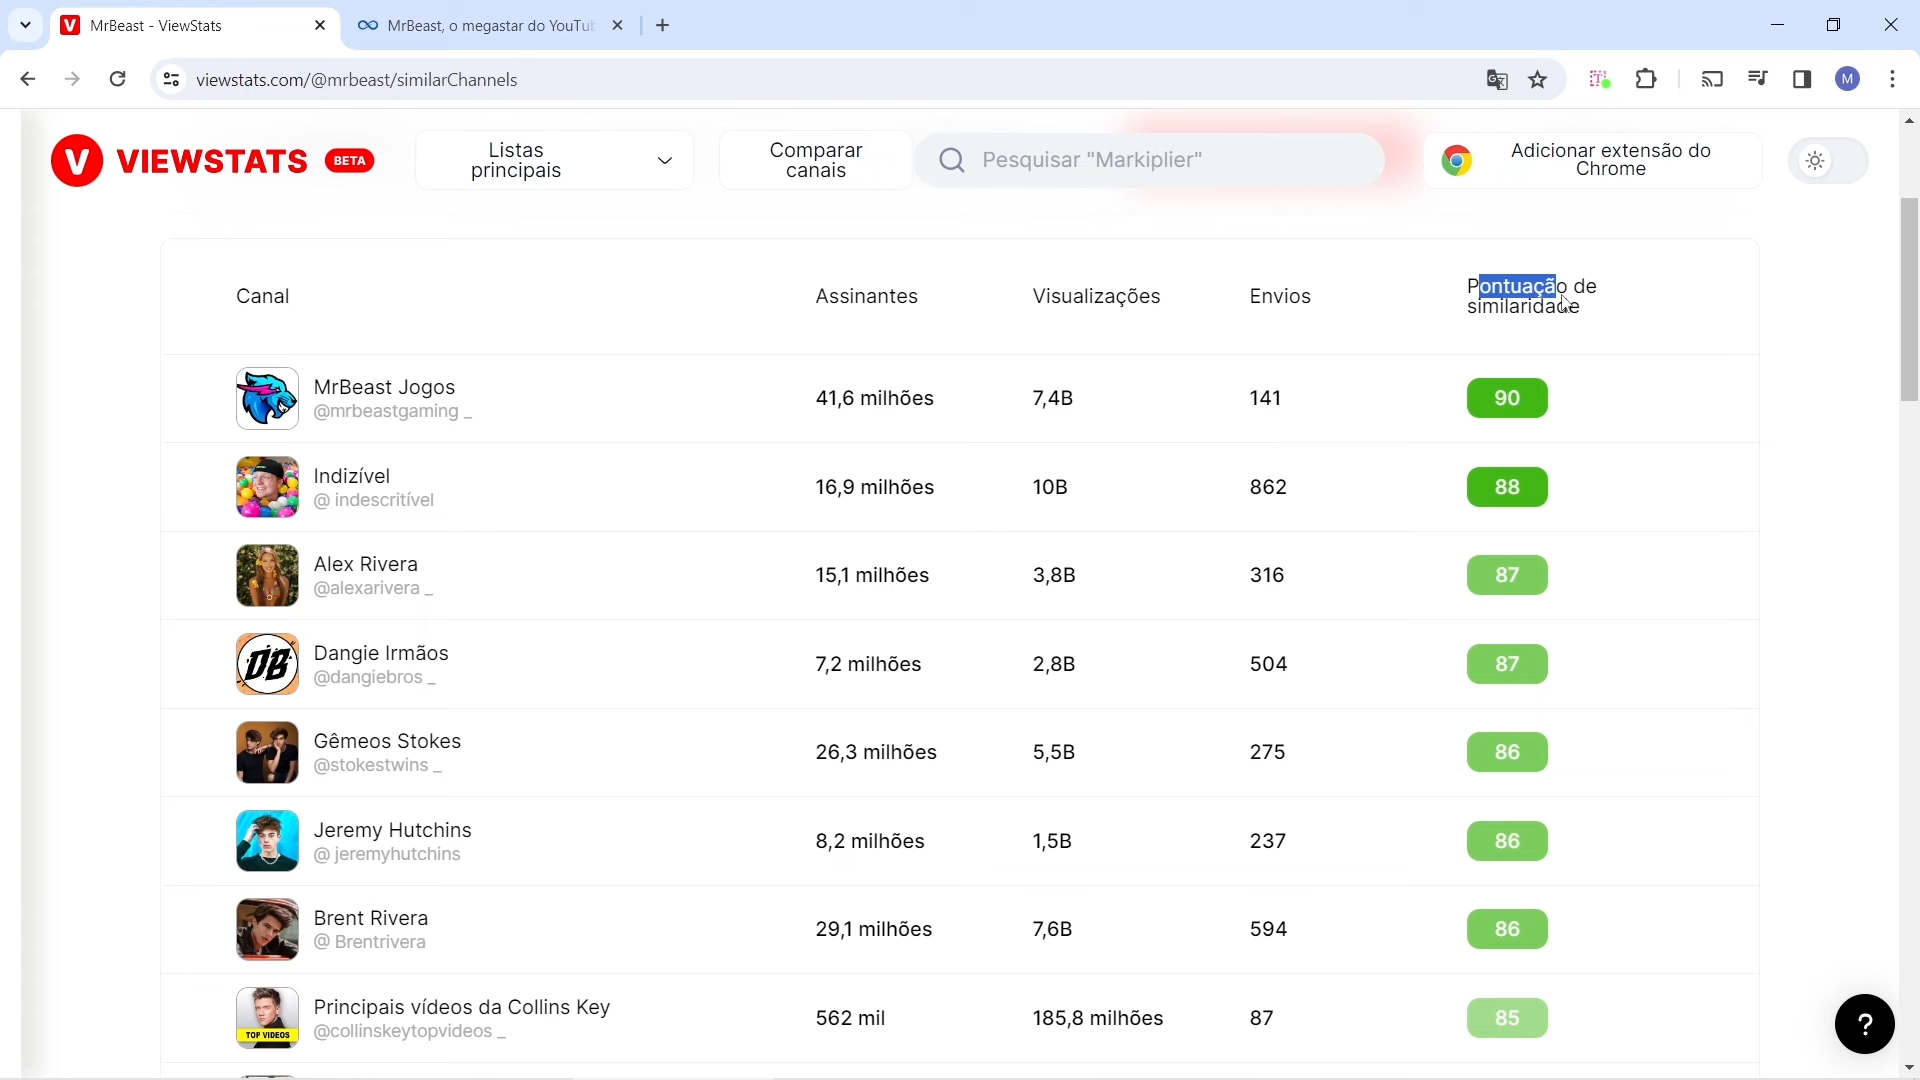 MrBeast - ViewStats
MrBeast, o megastar do YouTu
viewstats.com/@mrbeast/similarChannels
M
V VIEWSTATS BETA
Listas
principais
Comparar
canais
Pesquisar "Markiplier"
Adicionar extensão do
Chrome
Canal
Assinantes
Visualizações
Envios
Pontuação de
similaridade
MrBeast Jogos
@mrbeastgaming _
41,6 milhões
7,4B
141
90
Indizível
@ indescritível
16,9 milhões
10B
862
88
Alex Rivera
@alexarivera _
15,1 milhões
3,8B
316
87
DB
Dangie Irmãos
@dangiebros _
7,2 milhões
2,8B
504
87
Gêmeos Stokes
@stokestwins _
26,3 milhões
5,5B
275
86
Jeremy Hutchins
@ jeremyhutchins
8,2 milhões
1,5B
237
86
Brent Rivera
@ Brentrivera
29,1 milhões
7,6B
594
86
TOP VIDEOS
Principais vídeos da Collins Key
@collinskeytopvideos _
562 mil
185,8 milhões
87
85
?